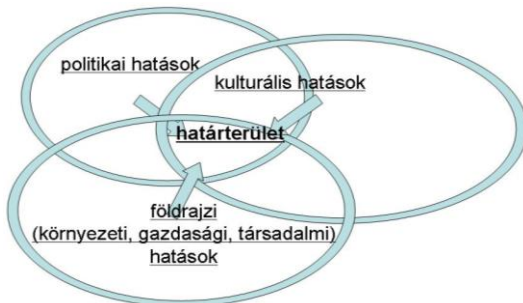 politikai hatások
kulturális hatások
határterület
földrajzi
(környezeti, gazdasági, társadalmi)
hatások